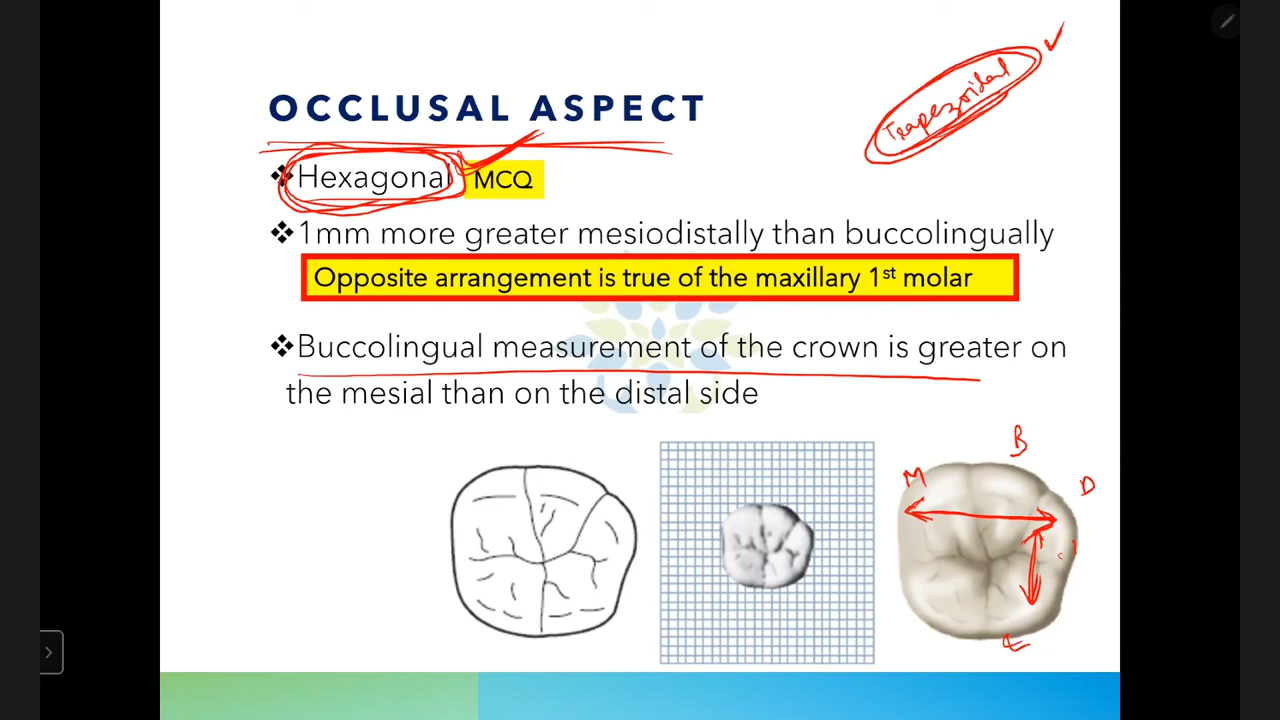 Trapezoidal
OCCLUSAL ASPECT
❖Hexagonal MCQ
❖1mm more greater mesiodistally than buccolingually
Opposite arrangement is true of the maxillary 1st molar
❖Buccolingual measurement of the crown is greater on
the mesial than on the distal side
B
M
D